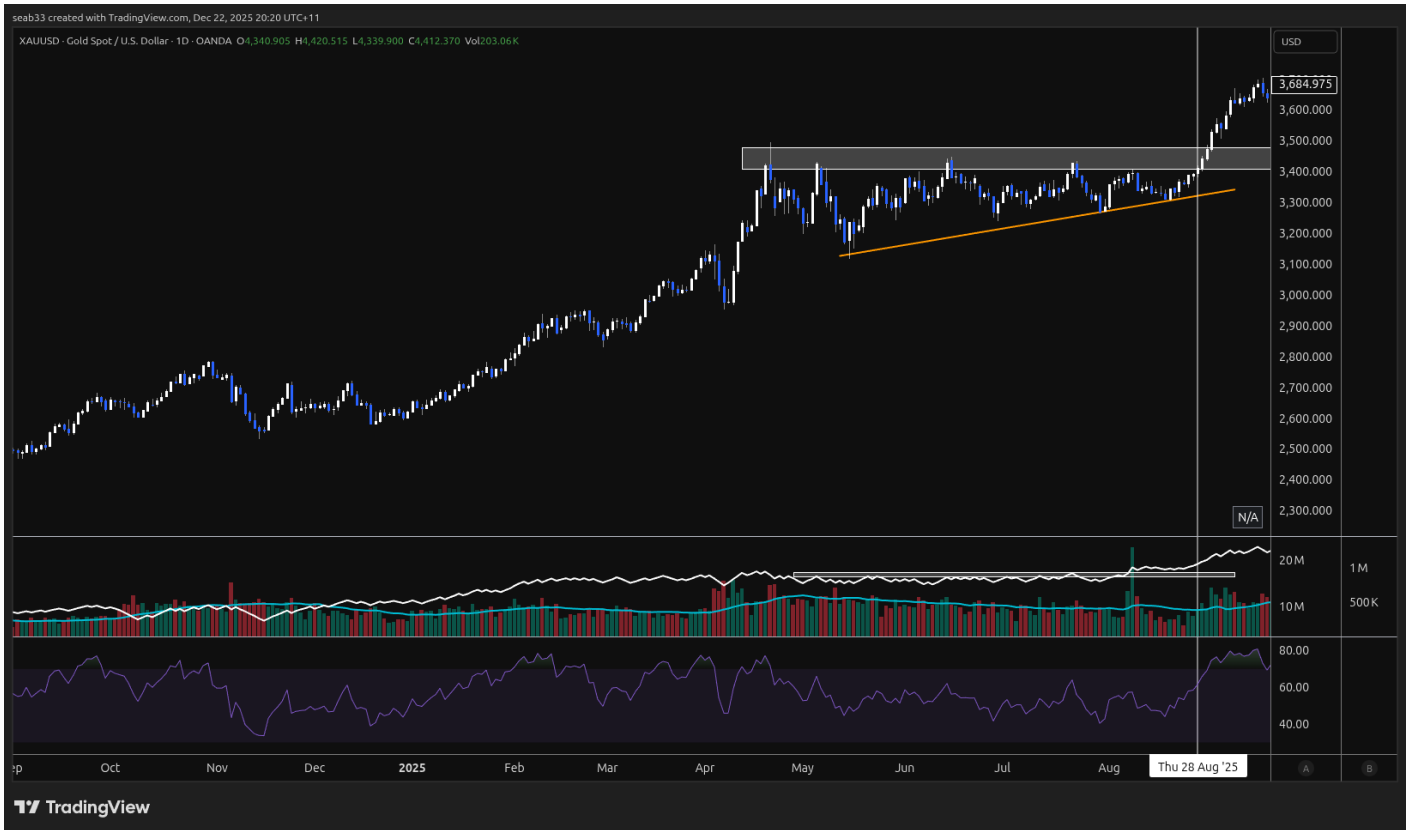 seab33 created with TradingView.com, Dec 22, 2025 20:20 UTC+11
XAUUSD · Gold Spot / U.S. Dollar · 1D · OANDA O4,340.905 H4,420.515 L4,339.900 C4,412.370 Vol203.06K
USD
3,684.975
3,600.000
3,500.000
3,400.000
3,300.000
3,200.000
3,100.000
3,000.000
2,900.000
2,800.000
2,700.000
2,600.000
2,500.000
2,400.000
2,300.000
N/A
20 M
1 M
10 M
500 K
80.00
60.00
40.00
ep Oct Nov Dec 2025 Feb Mar Apr May Jun Jul Aug Thu 28 Aug '25 A B
TradingView